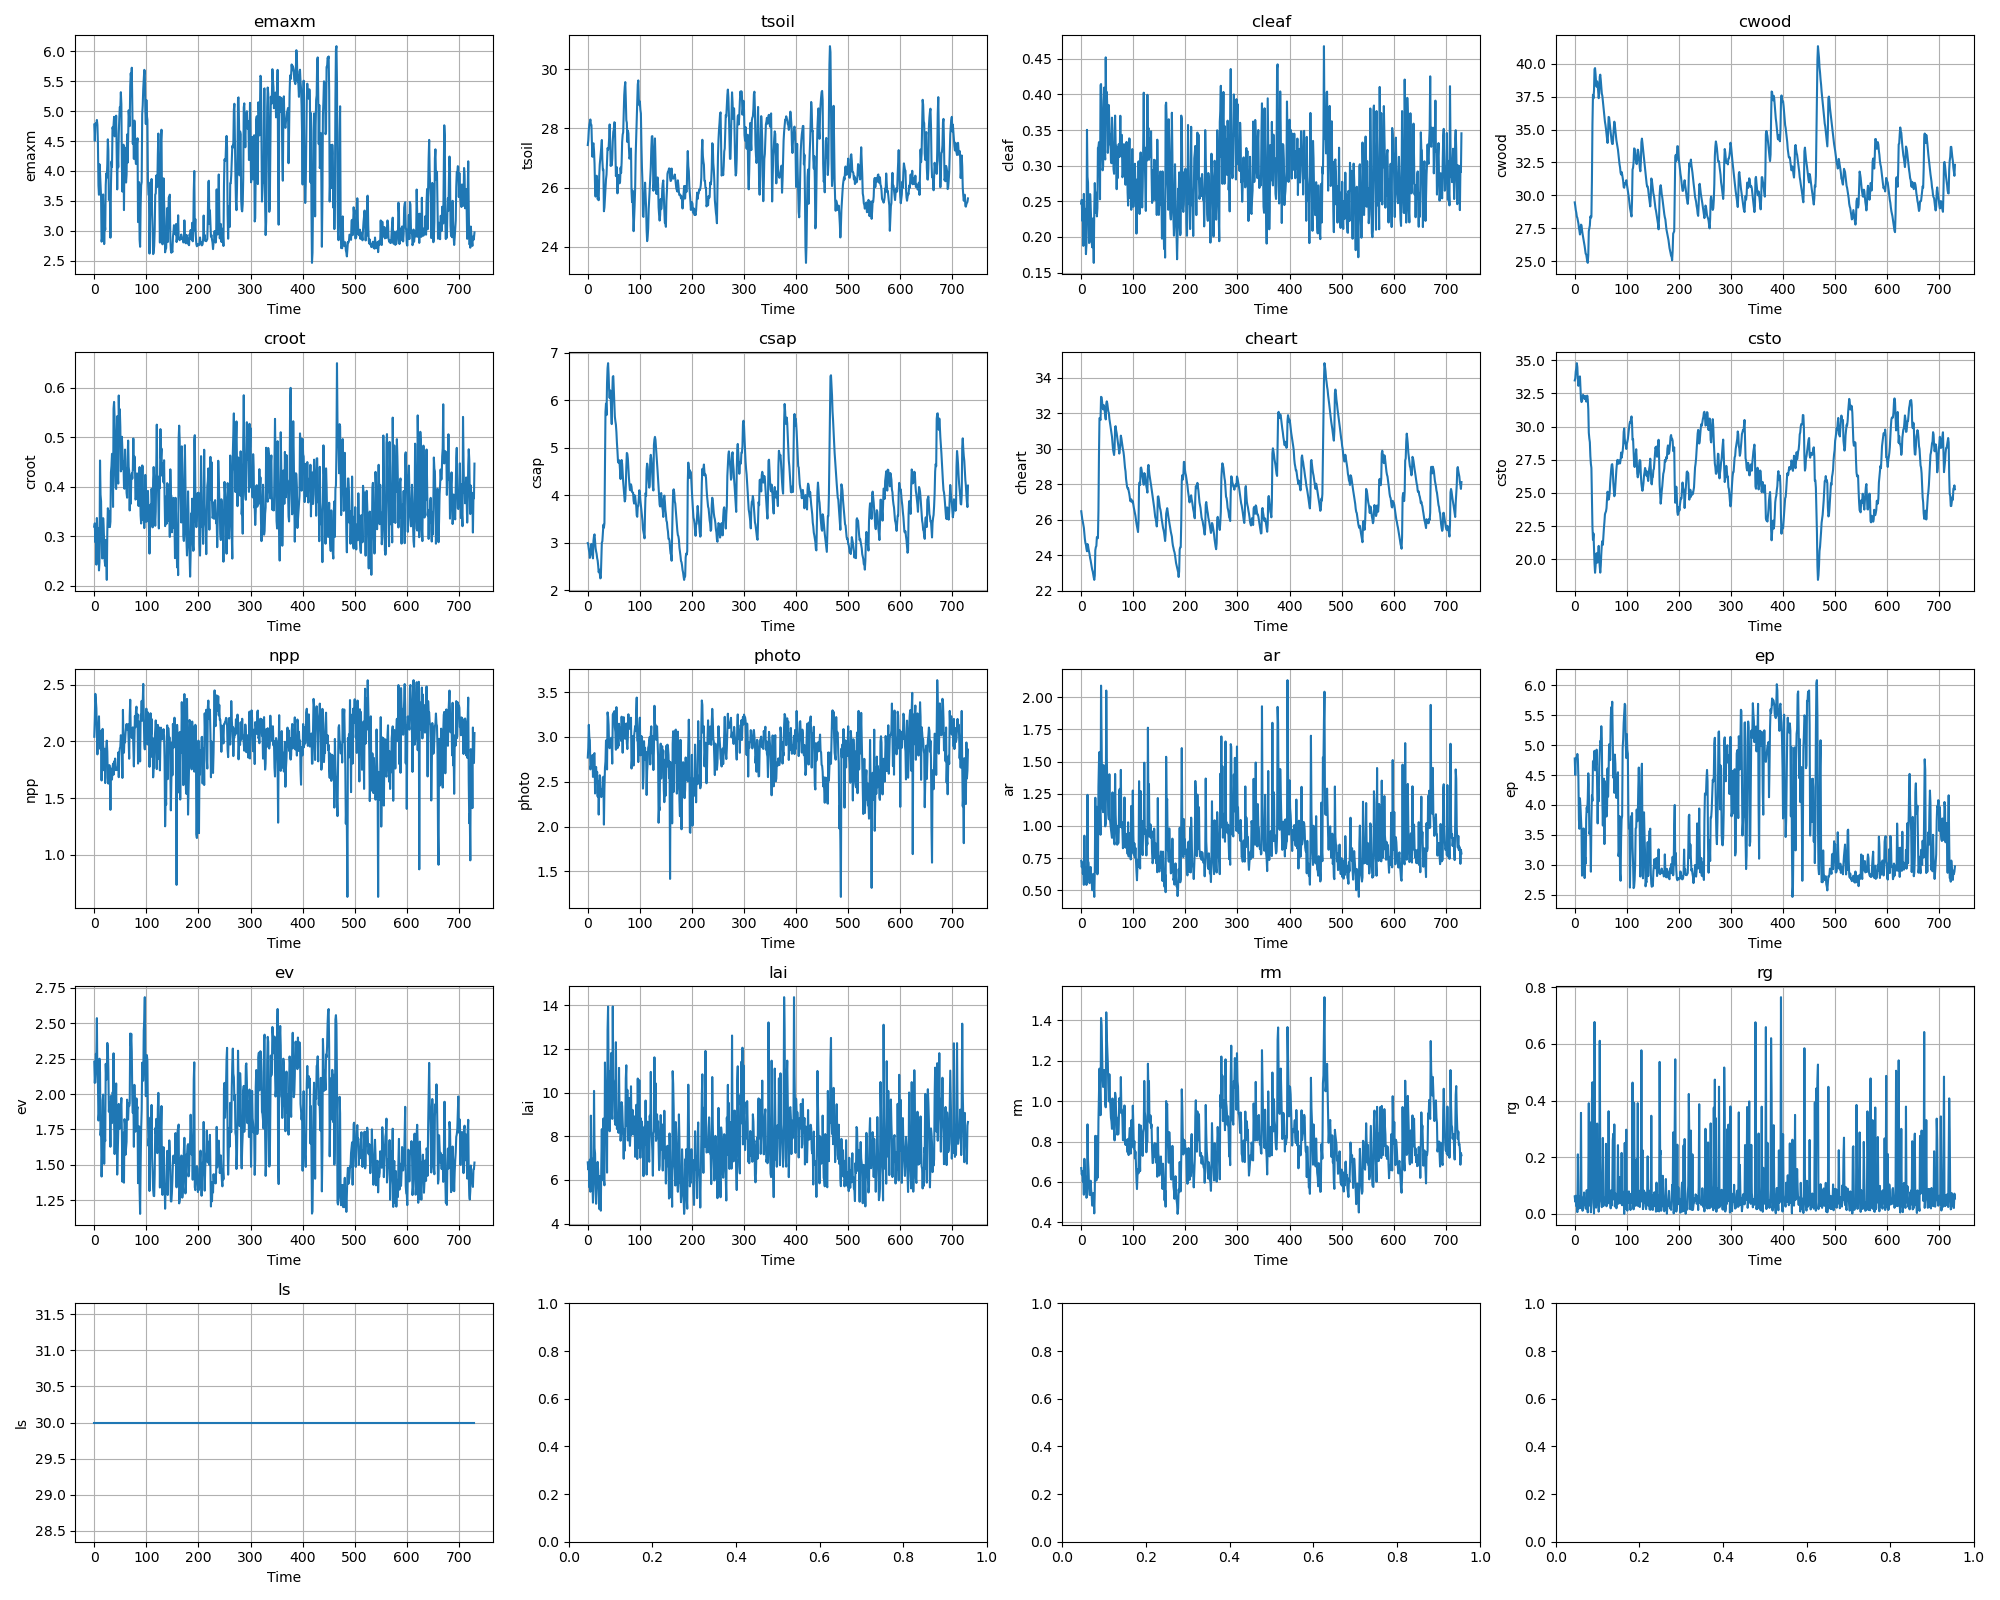 emaxm tsoil cleaf cwood
emaxm
6.0
5.5
5.0
4.5
4.0
3.5
3.0
2.5
0 100 200 300 400 500 600 700
Time
tsoil
30
28
26
24
0 100 200 300 400 500 600 700
Time
cleaf
0.45
0.40
0.35
0.30
0.25
0.20
0.15
0 100 200 300 400 500 600 700
Time
cwood
40.0
37.5
35.0
32.5
30.0
27.5
25.0
0 100 200 300 400 500 600 700
Time
croot csap cheart csto
croot
0.6
0.5
0.4
0.3
0.2
0 100 200 300 400 500 600 700
Time
csap
7
6
5
4
3
2
0 100 200 300 400 500 600 700
Time
cheart
34
32
30
28
26
24
22
0 100 200 300 400 500 600 700
Time
csto
35.0
32.5
30.0
27.5
25.0
22.5
20.0
0 100 200 300 400 500 600 700
Time
npp photo ar ep
npp
2.5
2.0
1.5
1.0
0 100 200 300 400 500 600 700
Time
photo
3.5
3.0
2.5
2.0
1.5
0 100 200 300 400 500 600 700
Time
ar
2.00
1.75
1.50
1.25
1.00
0.75
0.50
0 100 200 300 400 500 600 700
Time
ep
6.0
5.5
5.0
4.5
4.0
3.5
3.0
2.5
0 100 200 300 400 500 600 700
Time
ev lai rm rg
ev
2.75
2.50
2.25
2.00
1.75
1.50
1.25
0 100 200 300 400 500 600 700
Time
lai
14
12
10
8
6
4
0 100 200 300 400 500 600 700
Time
rm
1.4
1.2
1.0
0.8
0.6
0.4
0 100 200 300 400 500 600 700
Time
rg
0.8
0.6
0.4
0.2
0.0
0 100 200 300 400 500 600 700
Time
ls
ls
31.5
31.0
30.5
30.0
29.5
29.0
28.5
0 100 200 300 400 500 600 700
Time
1.0
0.8
0.6
0.4
0.2
0.0
0.0 0.2 0.4 0.6 0.8 1.0
1.0
0.8
0.6
0.4
0.2
0.0
0.0 0.2 0.4 0.6 0.8 1.0
1.0
0.8
0.6
0.4
0.2
0.0
0.0 0.2 0.4 0.6 0.8 1.0